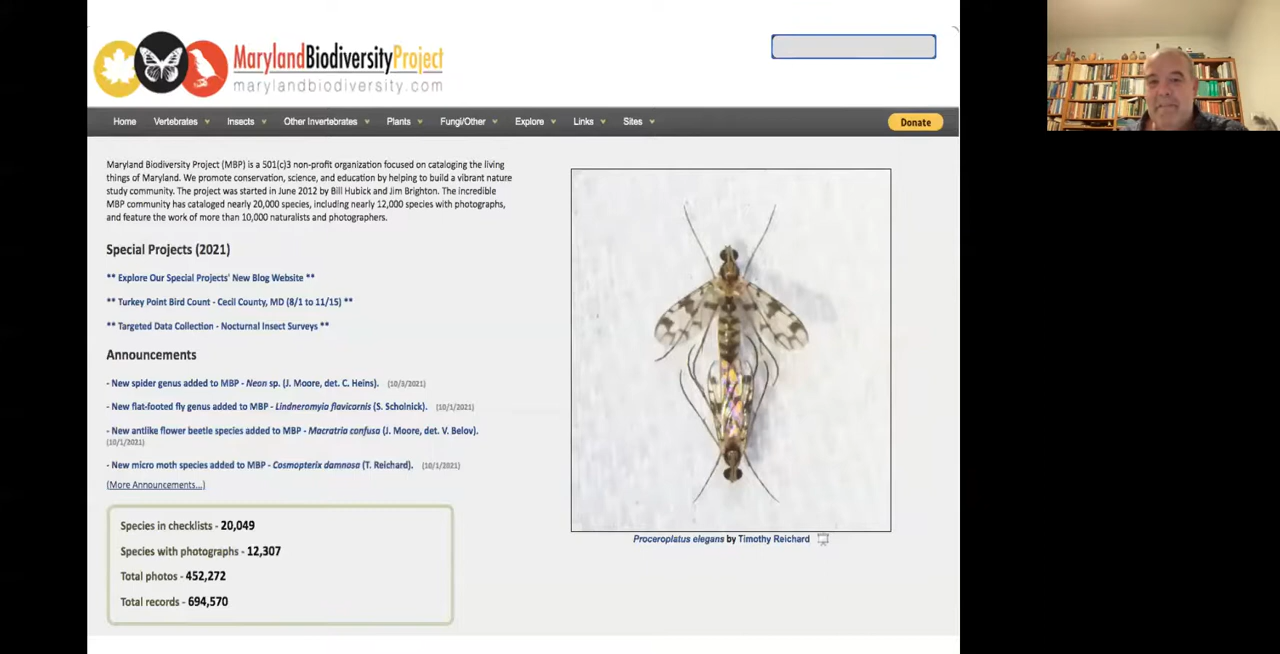 MarylandBiodiversityProject
marylandbiodiversity.com
Home Vertebrates Insects Other Invertebrates Plants Fungi/Other Explore Links Sites Donate
Maryland Biodiversity Project (MBP) is a 501(c)3 non-profit organization focused on cataloging the living
things of Maryland. We promote conservation, science, and education by helping to build a vibrant nature
study community. The project was started in June 2012 by Bill Hubick and Jim Brighton. The incredible
MBP community has cataloged nearly 20,000 species, including nearly 12,000 species with photographs,
and feature the work of more than 10,000 naturalists and photographers.
Special Projects (2021)
** Explore Our Special Projects' New Blog Website **
** Turkey Point Bird Count - Cecil County, MD (8/1 to 11/15) **
** Targeted Data Collection - Nocturnal Insect Surveys **
Announcements
- New spider genus added to MBP - Neon sp. (J. Moore, det. C. Heins). (10/3/2021)
- New flat-footed fly genus added to MBP - Lindneromyia flavicornis (S. Scholnick). (10/1/2021)
- New antlike flower beetle species added to MBP - Macratria confusa (J. Moore, det. V. Belov).
(10/1/2021)
- New micro moth species added to MBP - Cosmopterix damnosa (T. Reichard). (10/1/2021)
(More Announcements...)
Species in checklists - 20,049
Species with photographs - 12,307
Total photos - 452,272
Total records - 694,570
Proceroplatus elegans by Timothy Reichard